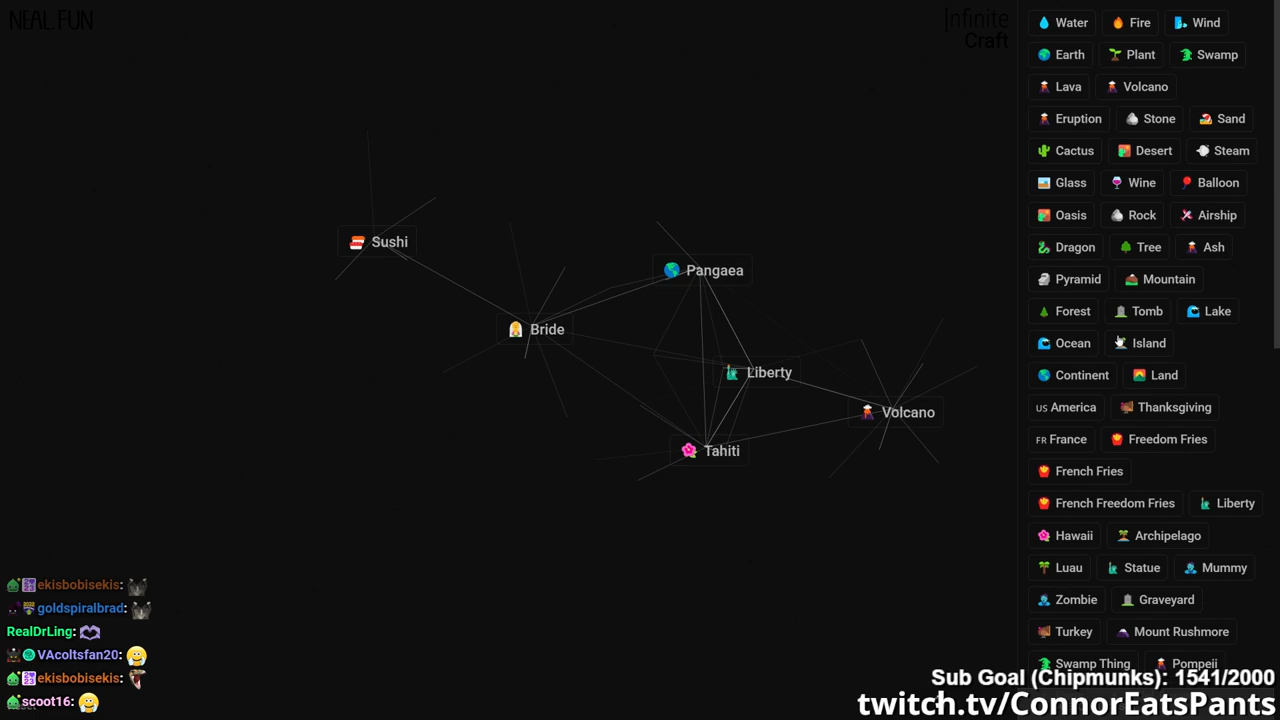 NEAL.FUN
Infinite
Craft
Sushi
Pangaea
Bride
Liberty
Volcano
Tahiti
Water Fire Wind
Earth Plant Swamp
Lava Volcano
Eruption Stone Sand
Cactus Desert Steam
Glass Wine Balloon
Oasis Rock Airship
Dragon Tree Ash
Pyramid Mountain
Forest Tomb Lake
Ocean Island
Continent Land
US America Thanksgiving
FR France Freedom Fries
French Fries
French Freedom Fries Liberty
Hawaii Archipelago
Luau Statue Mummy
Zombie Graveyard
Turkey Mount Rushmore
Swamp Thing Pompeii
ekisbobisekis:
goldspiralbrad:
RealDrLing:
VAcoltsfan20:
ekisbobisekis:
scoot16:
Sub Goal (Chipmunks): 1541/2000
twitch.tv/ConnorEatsPants